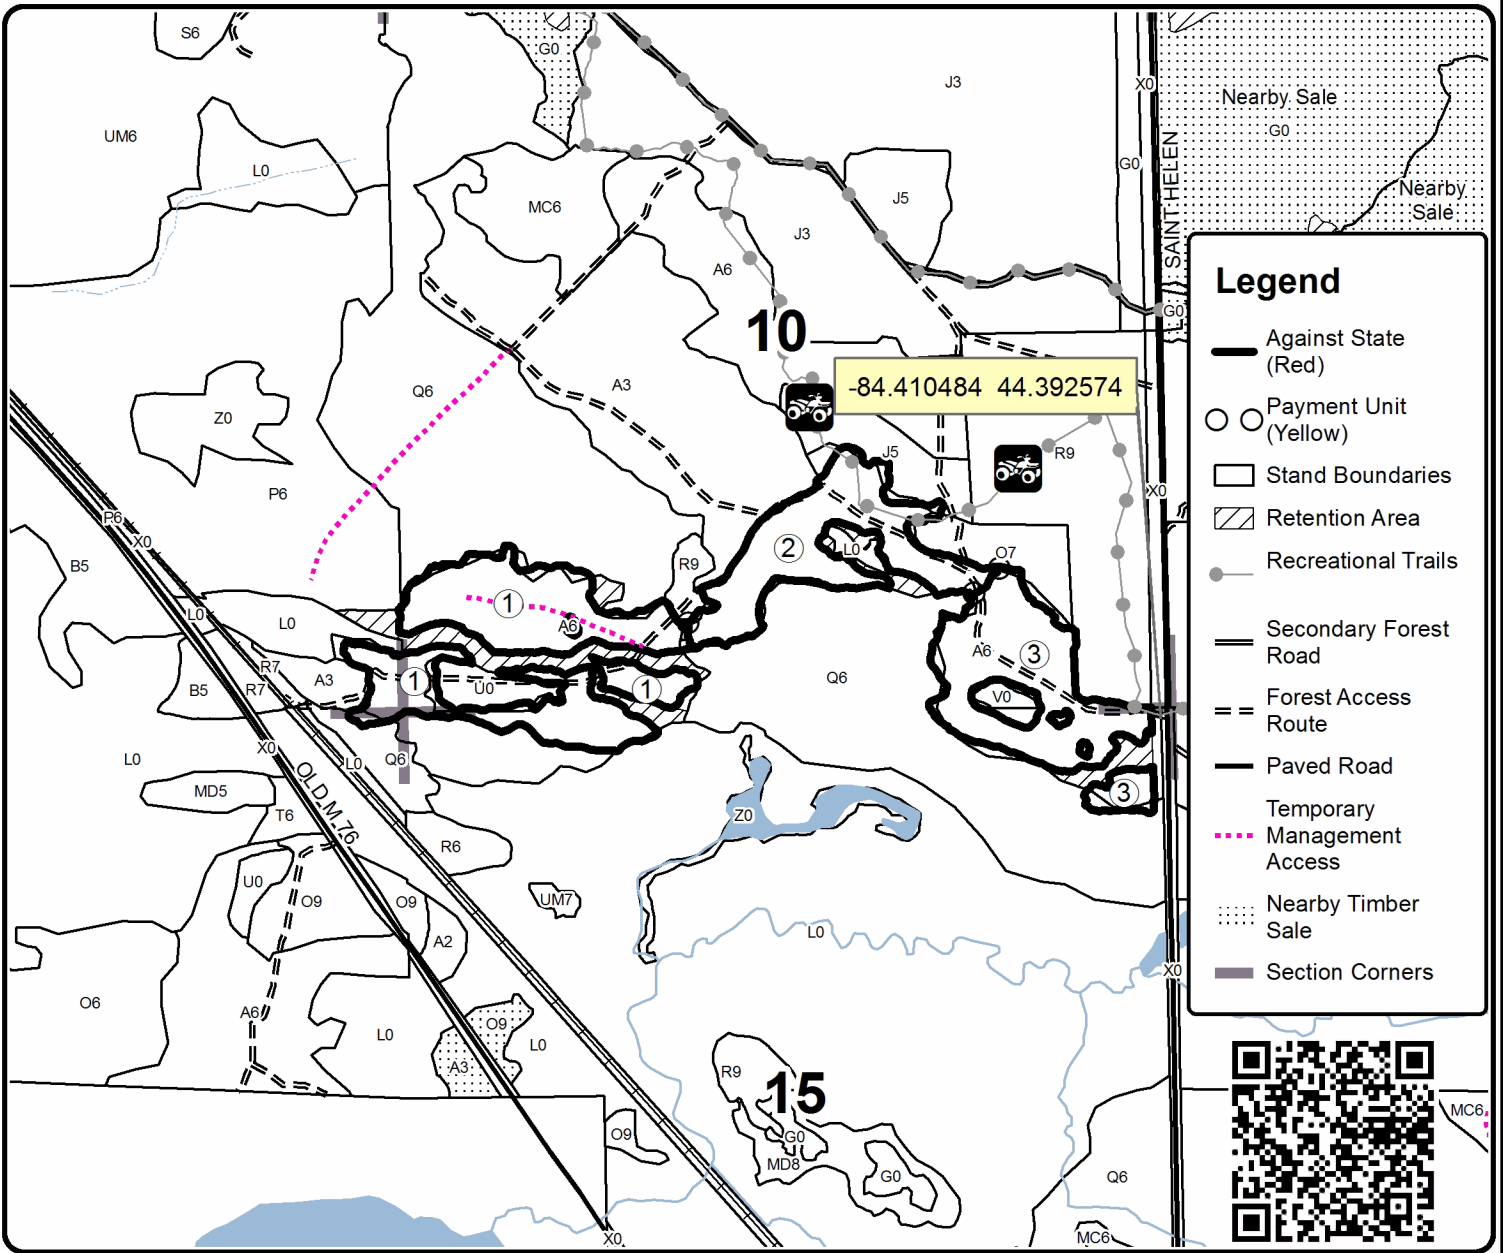 S6
G0
J3
X0
Nearby Sale
G0
UM6
L0
G0
SAINT HELEN
Nearby
Sale
MC6
J5
J3
A6
G0
10
-84.410484 44.392574
Q6
A3
Z0
J5
R9
P6
X0
P6
X0
B5
2
L0
O7
R9
1
A6
L0
L0
A6
3
R7
A3
1
U0
1
Q6
B5
R7
V0
X0
L0
Q6
L0
3
MD5
OLD M 76
T6
Z0
R6
U0
O9
O9
UM7
A2
L0
X0
O6
A6
L0
O9
L0
A3
R9
15
O9
G0
MD8
G0
Q6
MC6
X0
MC6
Legend
Against State
(Red)
Payment Unit
(Yellow)
Stand Boundaries
Retention Area
Recreational Trails
Secondary Forest
Road
Forest Access
Route
Paved Road
Temporary
Management
Access
Nearby Timber
Sale
Section Corners